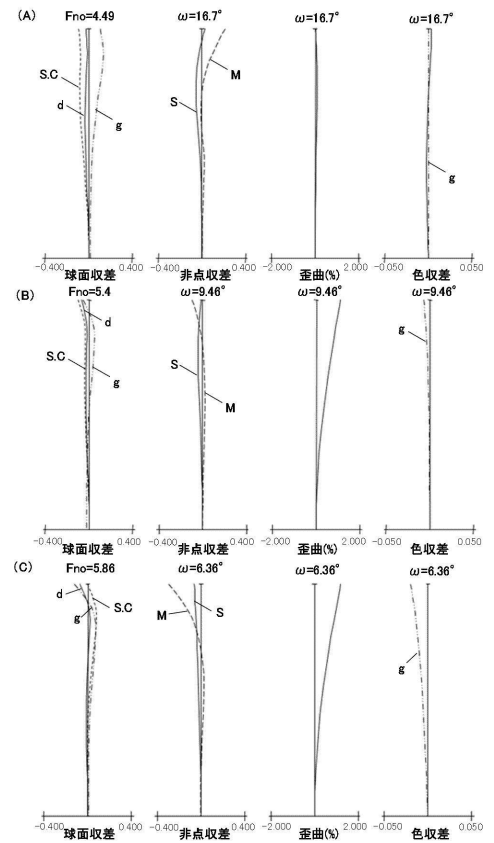 (A) Fno=4.49 ω=16.7° ω=16.7° ω=16.7°
S.C
d
g
M
S
g
-0.400 0.400 -0.400 0.400 -2.000 2.000 -0.050 0.050
球面収差 非点収差 歪曲(%) 色収差
(B) Fno=5.4 ω=9.46° ω=9.46° ω=9.46°
d
S.C
g
S
M
g
-0.400 0.400 -0.400 0.400 -2.000 2.000 -0.050 0.050
球面収差 非点収差 歪曲(%) 色収差
(C) Fno=5.86 ω=6.36° ω=6.36° ω=6.36°
d
g
S.C
M
S
g
-0.400 0.400 -0.400 0.400 -2.000 2.000 -0.050 0.050
球面収差 非点収差 歪曲(%) 色収差